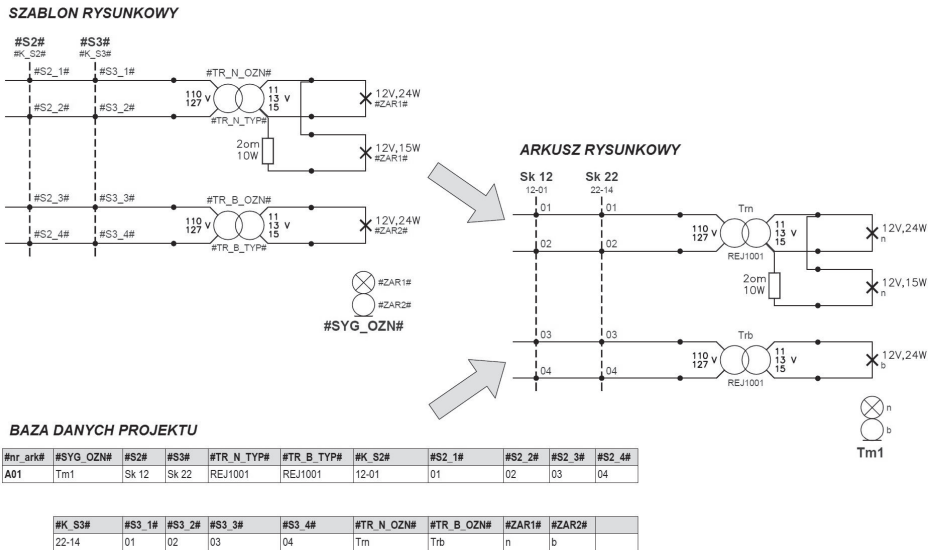 SZABLON RYSUNKOWY
#S2# #S3#
#K_S2# #K_S3#
#S2_1# #S3_1# #TR_N_OZN#
110 127 V 11 13 15 V 12V,24W #ZAR1#
#S2_2# #S3_2# #TR_N_TYP#
2om 10W 12V,15W #ZAR1#
#S2_3# #S3_3# #TR_B_OZN#
110 127 V 11 13 15 V 12V,24W #ZAR2#
#S2_4# #S3_4# #TR_B_TYP#
#ZAR1#
#ZAR2#
#SYG_OZN#
ARKUSZ RYSUNKOWY
Sk 12 Sk 22
12-01 22-14
01 01 Trn
110 127 V 11 13 15 V 12V,24W n
02 02 REJ1001
2om 10W 12V,15W n
03 03 Trb
110 127 V 11 13 15 V 12V,24W b
04 04 REJ1001
n
b
Tm1
BAZA DANYCH PROJEKTU
#nr_ark# #SYG_OZN# #S2# #S3# #TR_N_TYP# #TR_B_TYP# #K_S2# #S2_1# #S2_2# #S2_3# #S2_4#
A01 Tm1 Sk 12 Sk 22 REJ1001 REJ1001 12-01 01 02 03 04
#K_S3# #S3_1# #S3_2# #S3_3# #S3_4# #TR_N_OZN# #TR_B_OZN# #ZAR1# #ZAR2#
22-14 01 02 03 04 Trn Trb n b